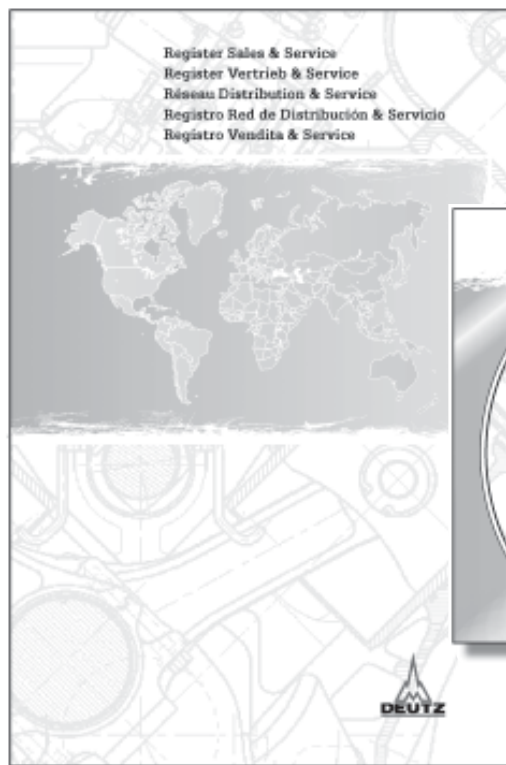 Register Sales & Service
Register Vertrieb & Service
Réseau Distribution & Service
Registro Red de Distribución & Servicio
Registro Vendita & Service
DEUTZ